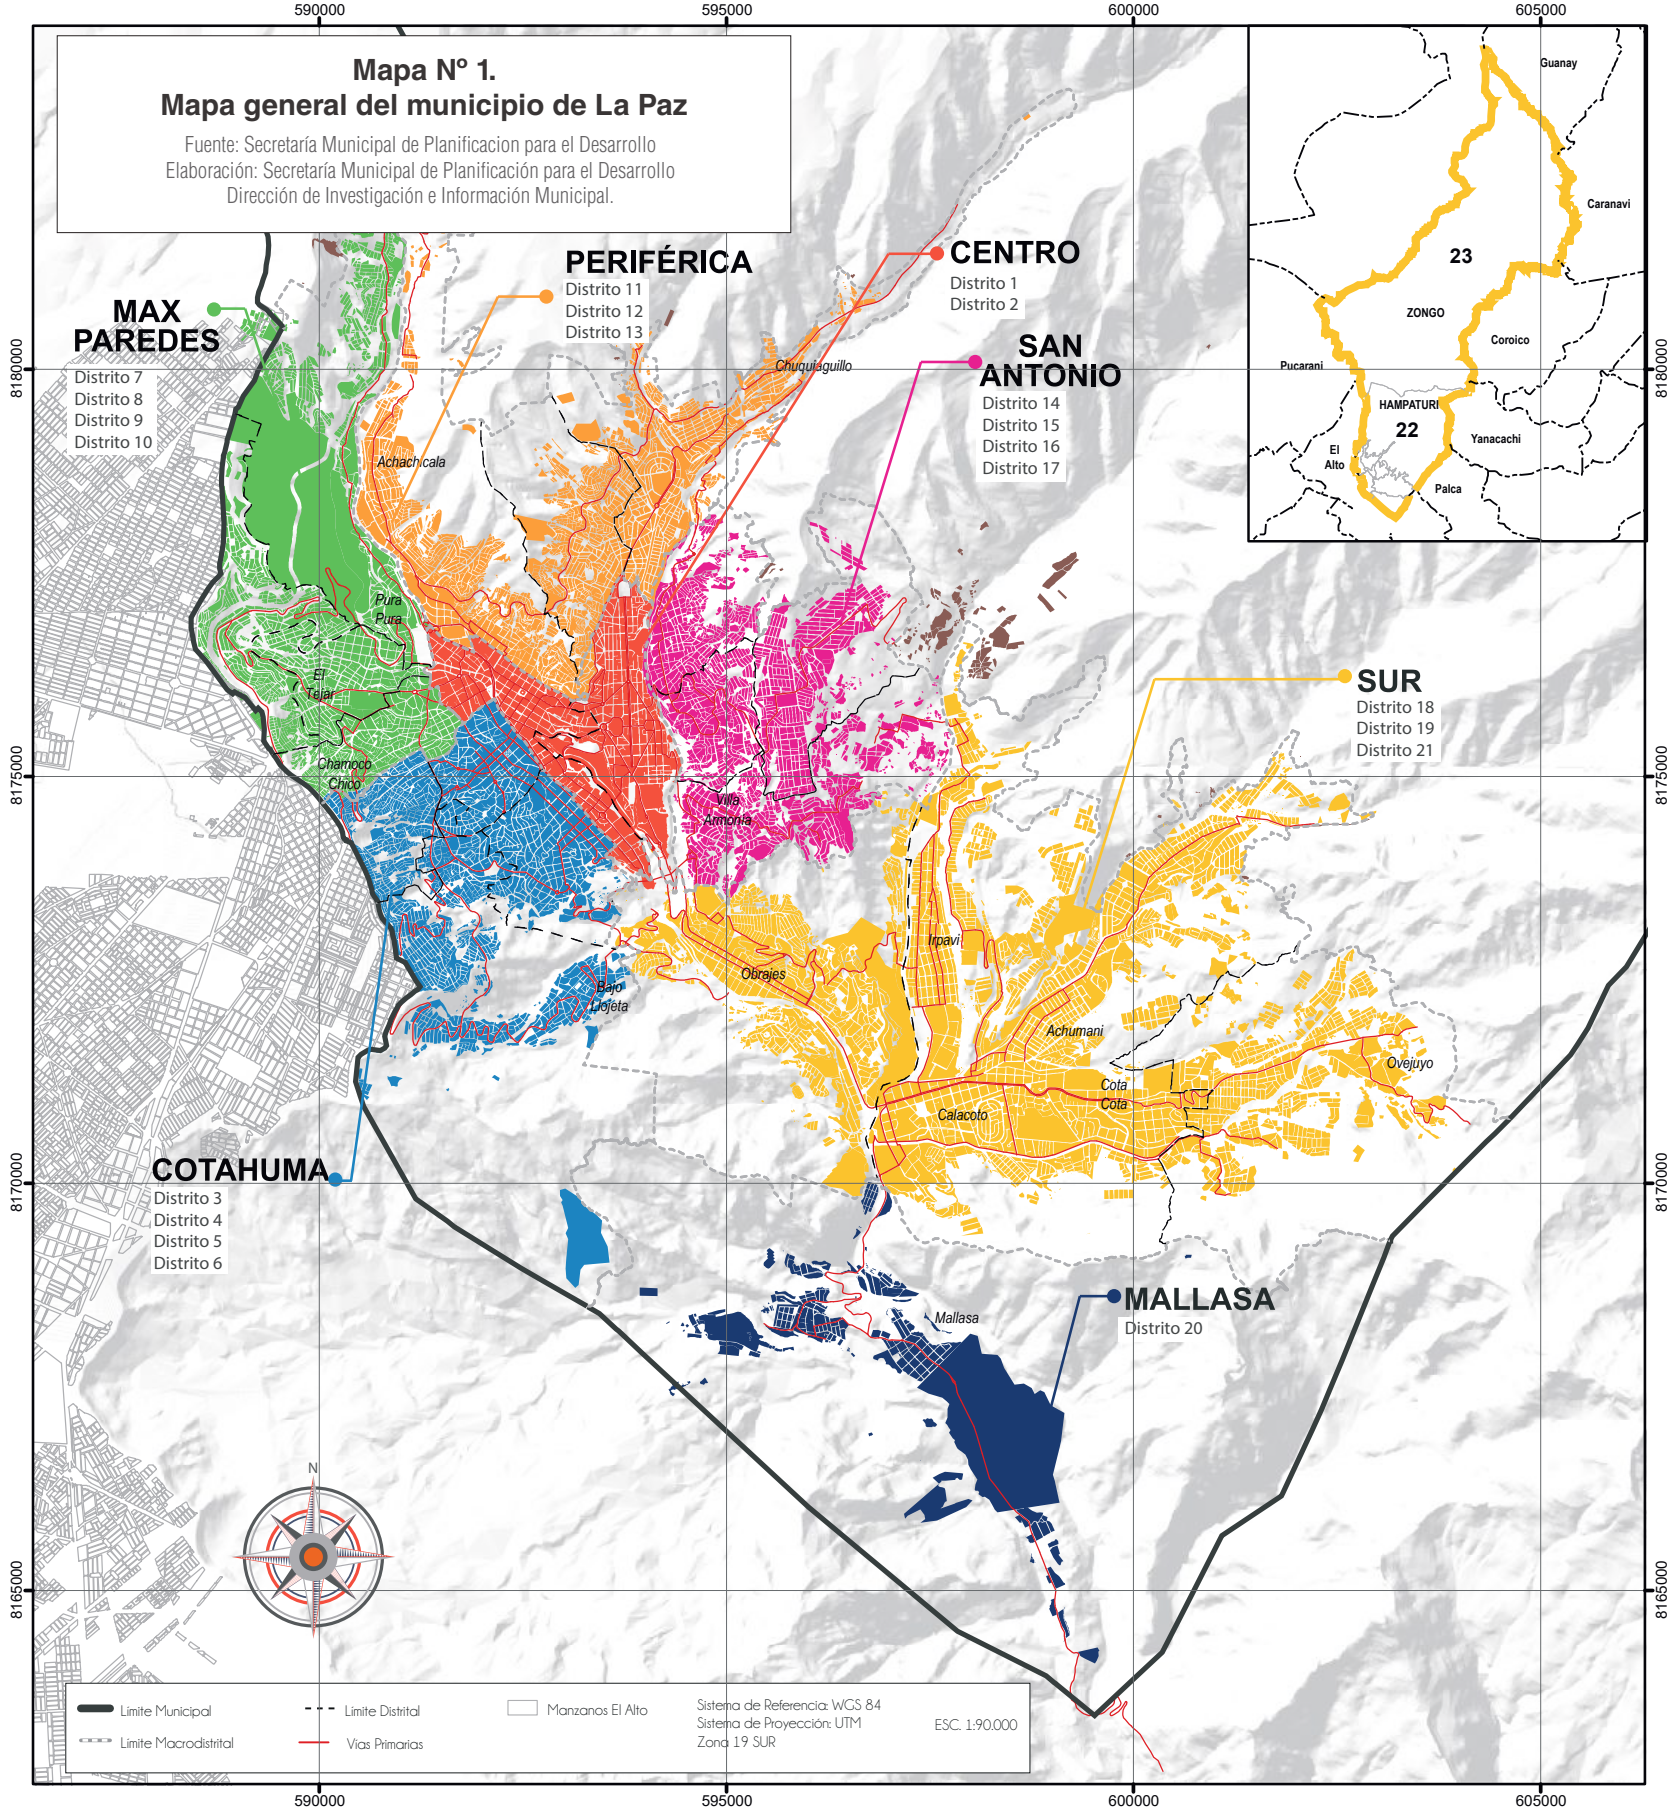 590000
595000
600000
605000
Mapa Nº 1.
Mapa general del municipio de La Paz
Fuente: Secretaría Municipal de Planificacion para el Desarrollo
Elaboración: Secretaría Municipal de Planificación para el Desarrollo
Dirección de Investigación e Información Municipal.
Guanay
Caranavi
23
ZONGO
Coroico
Pucarani
HAMPATURI
22
Yanacachi
El
Alto
Palca
PERIFÉRICA
Distrito 11
Distrito 12
Distrito 13
CENTRO
Distrito 1
Distrito 2
MAX
PAREDES
Distrito 7
Distrito 8
Distrito 9
Distrito 10
SAN
ANTONIO
Distrito 14
Distrito 15
Distrito 16
Distrito 17
8180000
8180000
Chuquiaguillo
Achachicala
Pura
Pura
El
Tejar
SUR
Distrito 18
Distrito 19
Distrito 21
8175000
8175000
Chamoco
Chico
Villa
Armonía
Irpavi
Obrajes
Bajo
Llojeta
Achumani
Ovejuyo
Cota
Cota
Calacoto
COTAHUMA
Distrito 3
Distrito 4
Distrito 5
Distrito 6
8170000
8170000
MALLASA
Distrito 20
Mallasa
N
8165000
8165000
Limite Municipal
Limite Distrital
Manzanos El Alto
Limite Macrodistrital
Vias Primarias
Sistema de Referencia: WGS 84
Sistema de Proyección: UTM
Zona 19 SUR
ESC. 1:90.000
590000
595000
600000
605000